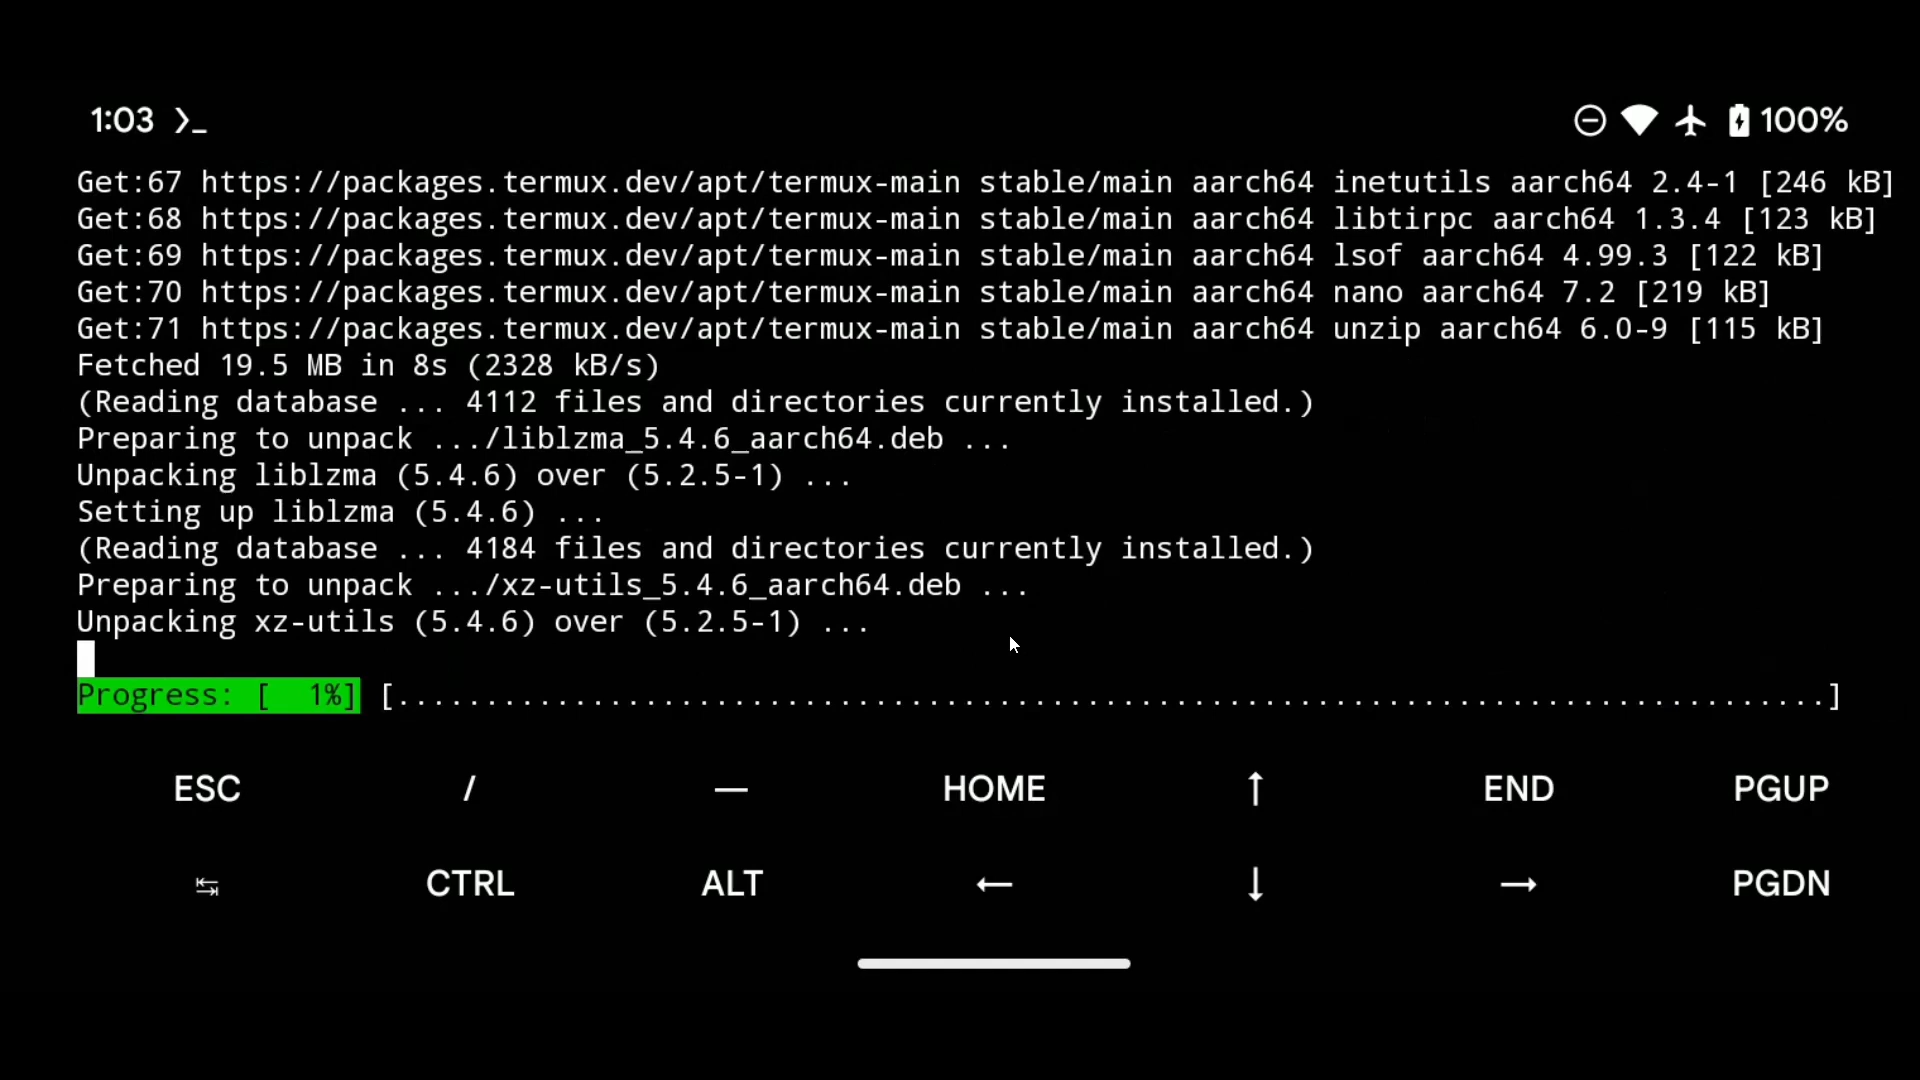 1:03 >_ 100%
Get:67 https://packages.termux.dev/apt/termux-main stable/main aarch64 inetutils aarch64 2.4-1 [246 kB]
Get:68 https://packages.termux.dev/apt/termux-main stable/main aarch64 libtirpc aarch64 1.3.4 [123 kB]
Get:69 https://packages.termux.dev/apt/termux-main stable/main aarch64 lsof aarch64 4.99.3 [122 kB]
Get:70 https://packages.termux.dev/apt/termux-main stable/main aarch64 nano aarch64 7.2 [219 kB]
Get:71 https://packages.termux.dev/apt/termux-main stable/main aarch64 unzip aarch64 6.0-9 [115 kB]
Fetched 19.5 MB in 8s (2328 kB/s)
(Reading database ... 4112 files and directories currently installed.)
Preparing to unpack .../liblzma_5.4.6_aarch64.deb ...
Unpacking liblzma (5.4.6) over (5.2.5-1) ...
Setting up liblzma (5.4.6) ...
(Reading database ... 4184 files and directories currently installed.)
Preparing to unpack .../xz-utils_5.4.6_aarch64.deb ...
Unpacking xz-utils (5.4.6) over (5.2.5-1) ...
Progress: [  1%] [.................................................................................]
ESC / — HOME ↑ END PGUP
↹ CTRL ALT ← ↓ → PGDN